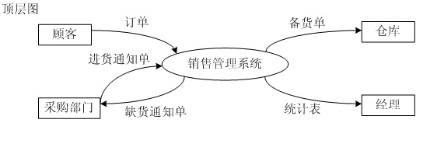 顶层图
顾客
订单
备货单
仓库
进货通知单
销售管理系统
采购部门
缺货通知单
统计表
经理